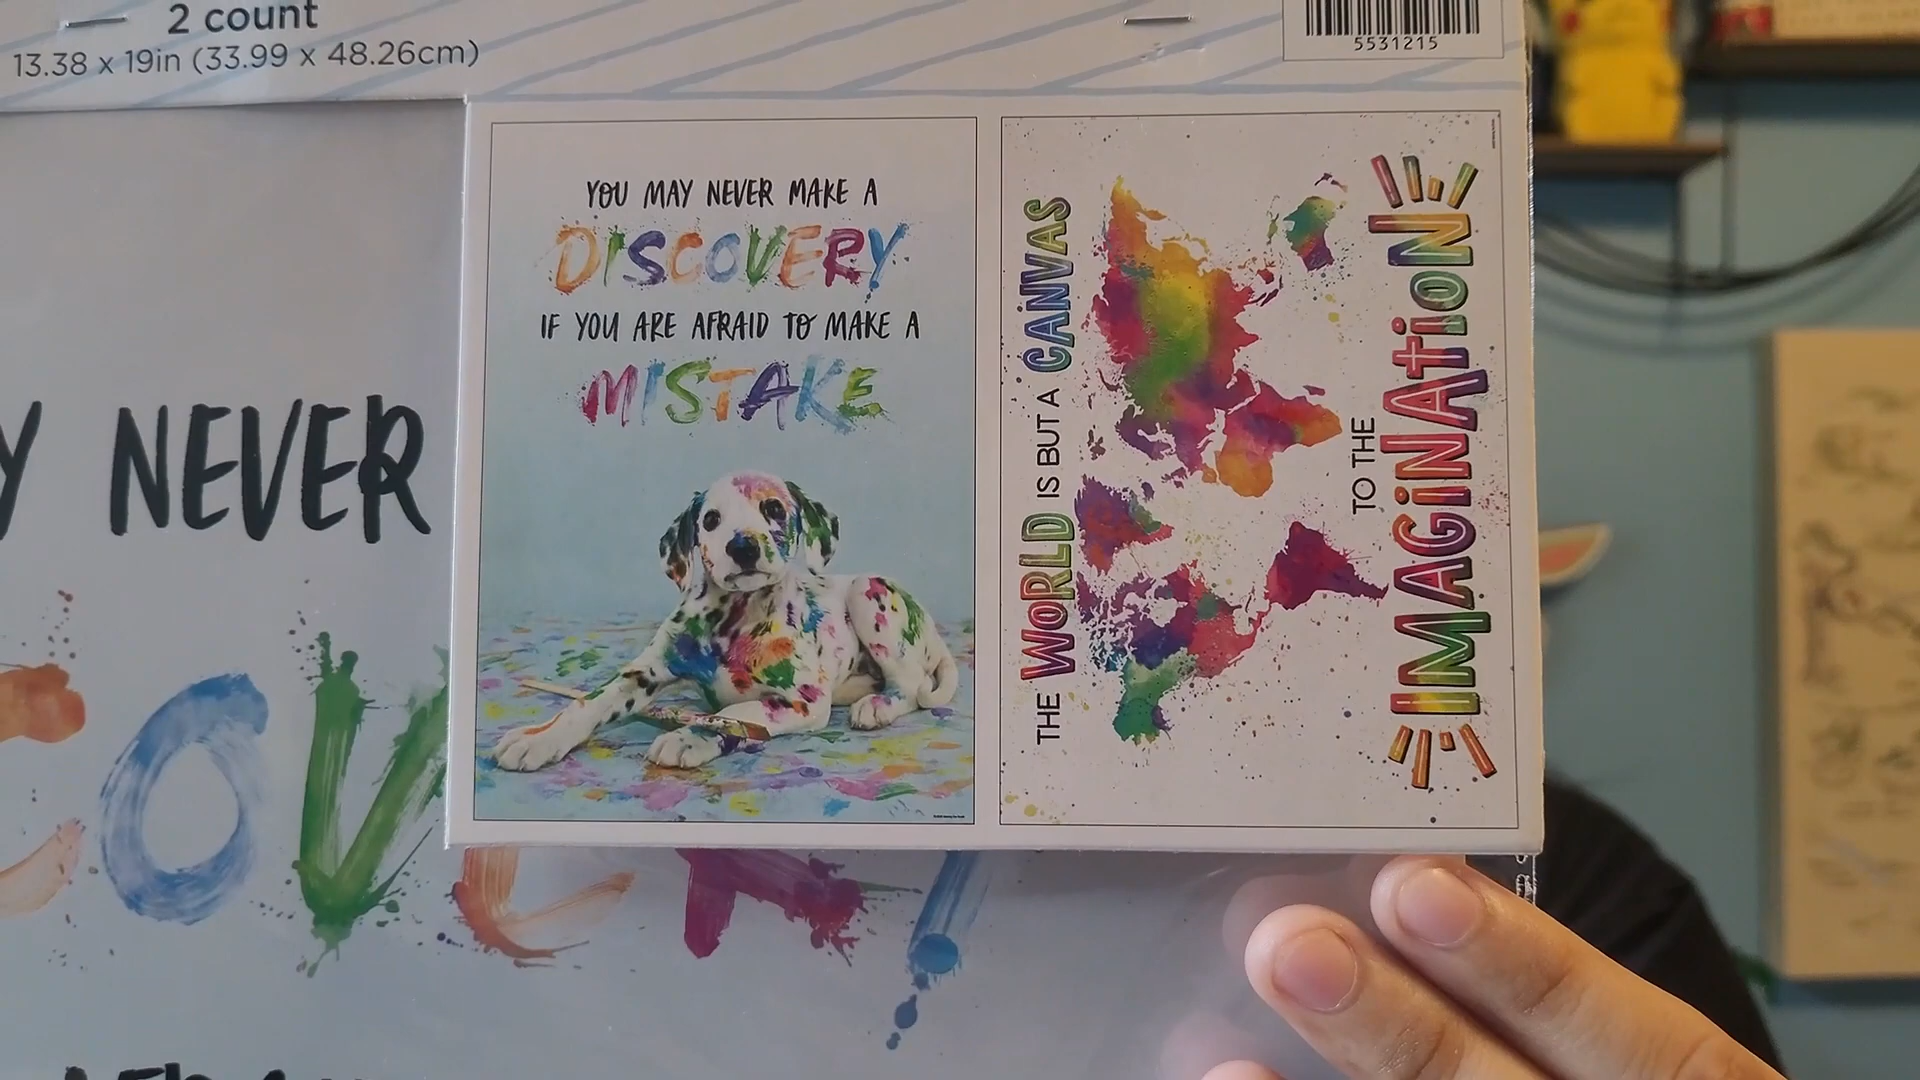 2 count
13.38 x 19in (33.99 x 48.26cm)
5531215
YOU MAY NEVER MAKE A
DISCOVERY
IF YOU ARE AFRAID TO MAKE A
MISTAKE
THE WORLD IS BUT A CANVAS
TO THE
IMAGINATION
NEVER
COVERY